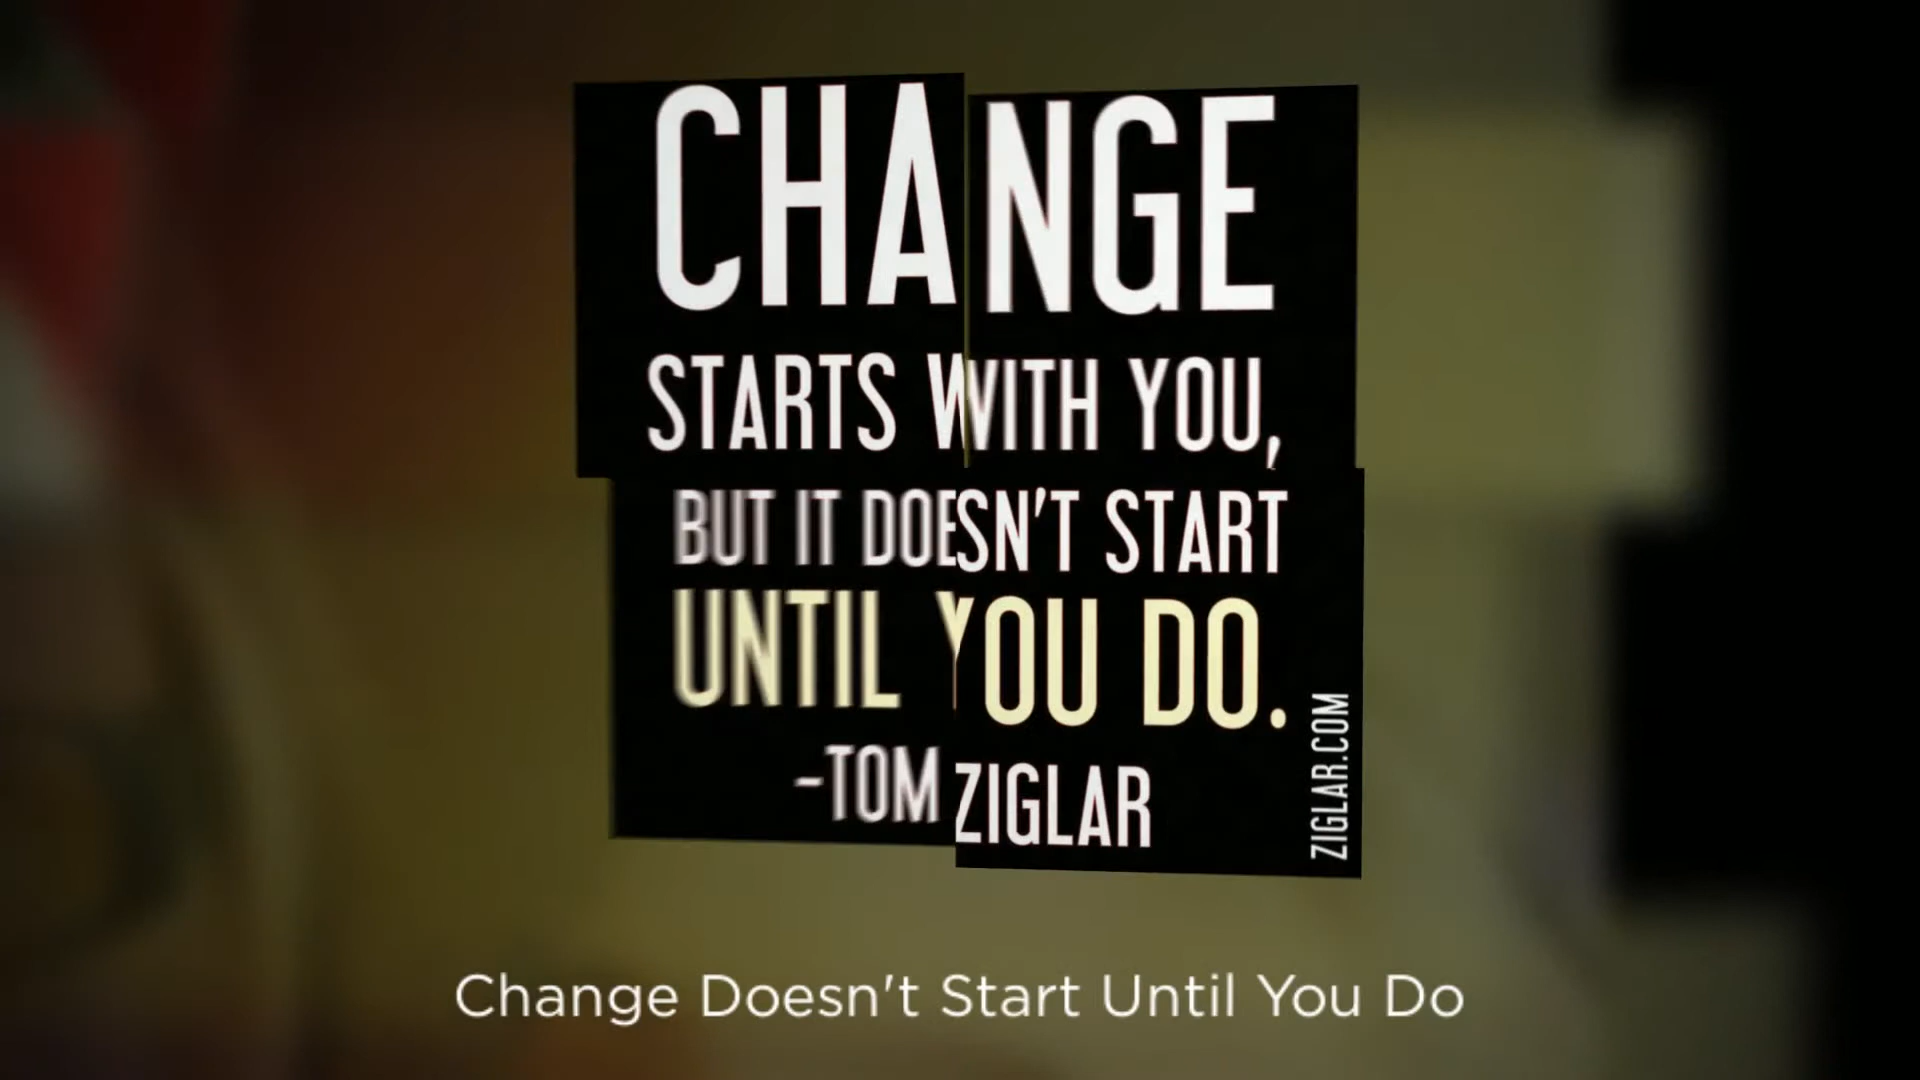 CHANGE
STARTS WITH YOU,
BUT IT DOESN'T START
UNTIL YOU DO.
-TOM ZIGLAR
ZIGLAR.COM
Change Doesn't Start Until You Do